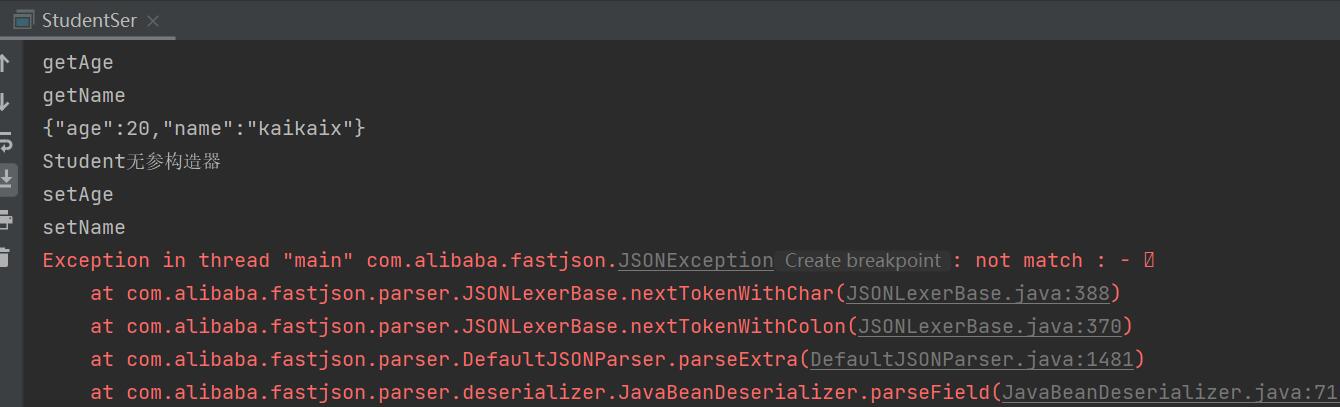 StudentSer
getAge
getName
{"age":20,"name":"kaikaix"}
Student无参构造器
setAge
setName
Exception in thread "main" com.alibaba.fastjson.JSONException Create breakpoint : not match : -
    at com.alibaba.fastjson.parser.JSONLexerBase.nextTokenWithChar(JSONLexerBase.java:388)
    at com.alibaba.fastjson.parser.JSONLexerBase.nextTokenWithColon(JSONLexerBase.java:370)
    at com.alibaba.fastjson.parser.DefaultJSONParser.parseExtra(DefaultJSONParser.java:1481)
    at com.alibaba.fastjson.parser.deserializer.JavaBeanDeserializer.parseField(JavaBeanDeserializer.java:71